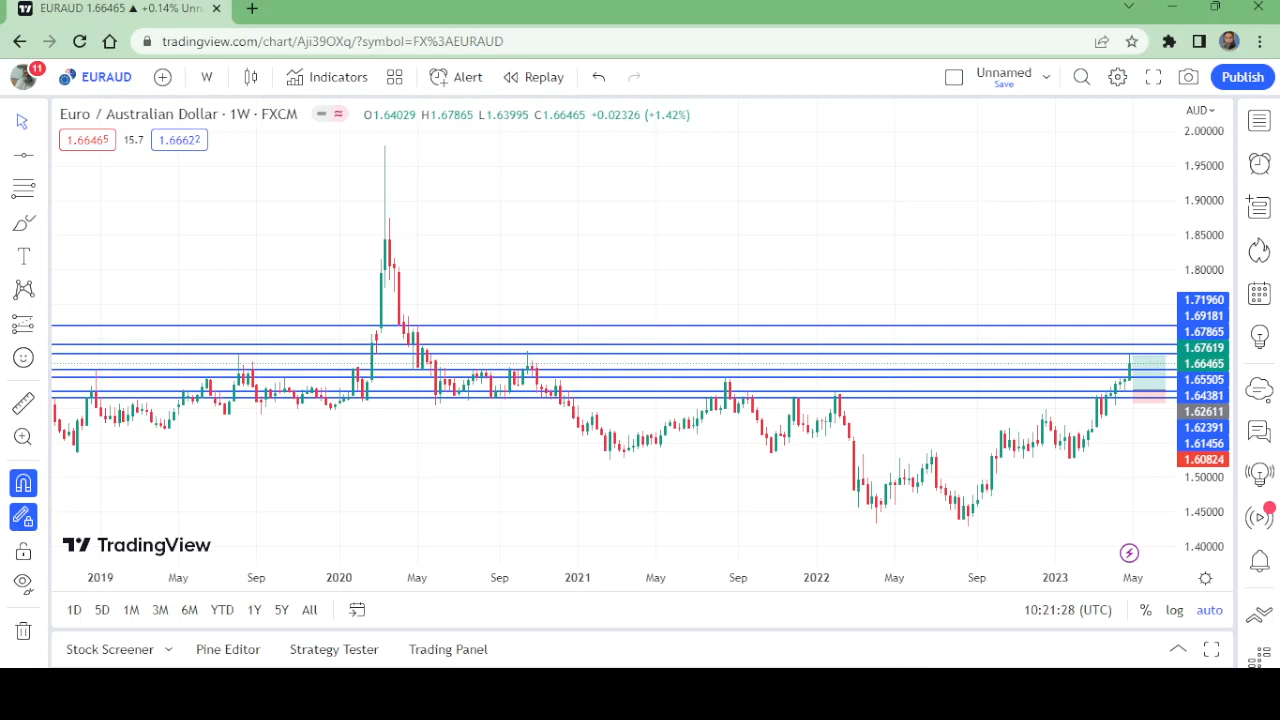 EURAUD 1.66465 ▲ +0.14% Unn
tradingview.com/chart/Aji39OXq/?symbol=FX%3AEURAUD
11
EURAUD
W
Indicators
Alert
Replay
Unnamed
Save
Publish
Euro / Australian Dollar · 1W · FXCM
O1.64029 H1.67865 L1.63995 C1.66465 +0.02326 (+1.42%)
AUD
1.66465
15.7
1.66622
2.00000
1.95000
1.90000
1.85000
1.80000
1.71960
1.69181
1.67865
1.67619
1.66465
1.65505
1.64381
1.62611
1.62391
1.61456
1.60824
1.50000
1.45000
1.40000
TradingView
2019 May Sep 2020 May Sep 2021 May Sep 2022 May Sep 2023 May
1D 5D 1M 3M 6M YTD 1Y 5Y All
10:21:28 (UTC) % log auto
Stock Screener Pine Editor Strategy Tester Trading Panel